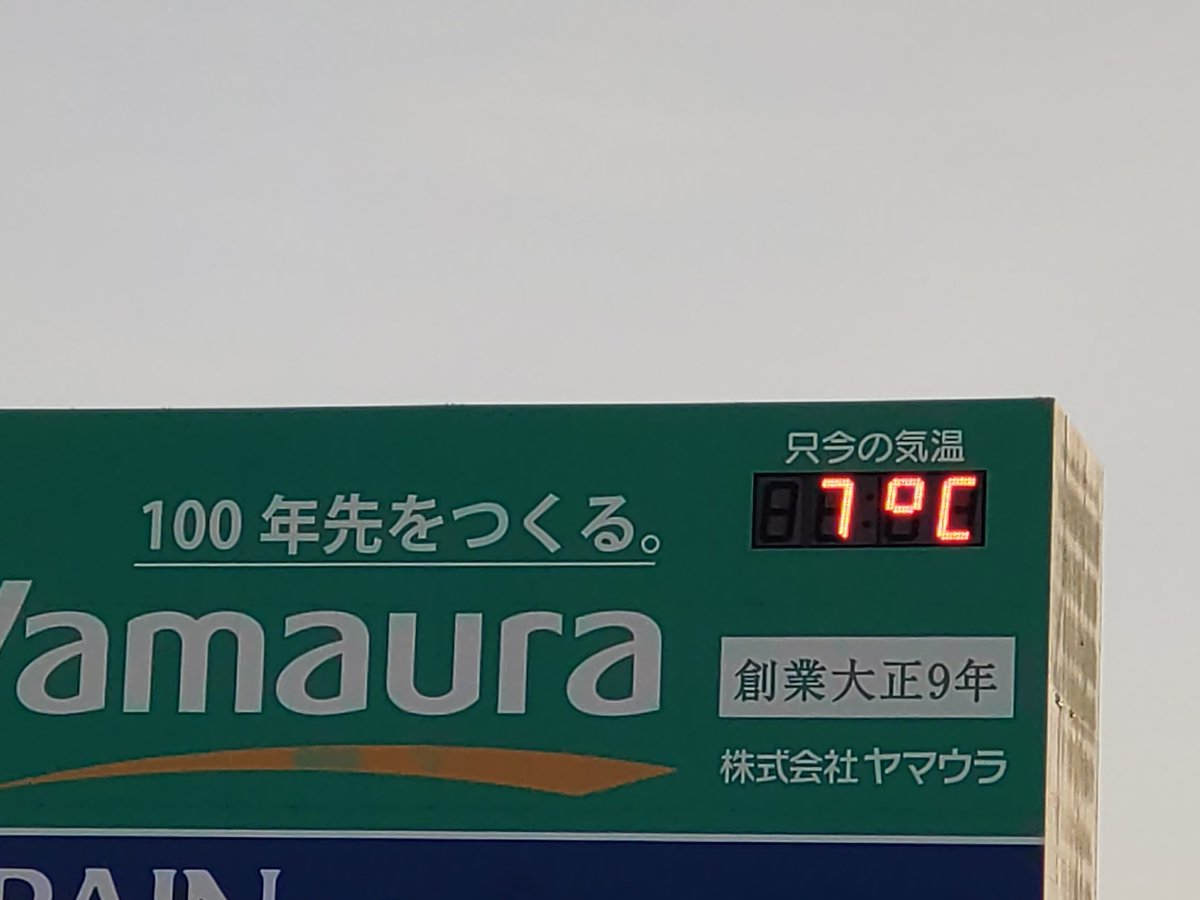 只今の気温
7°C
100年先をつくる。
Yamaura
創業大正9年
株式会社ヤマウラ